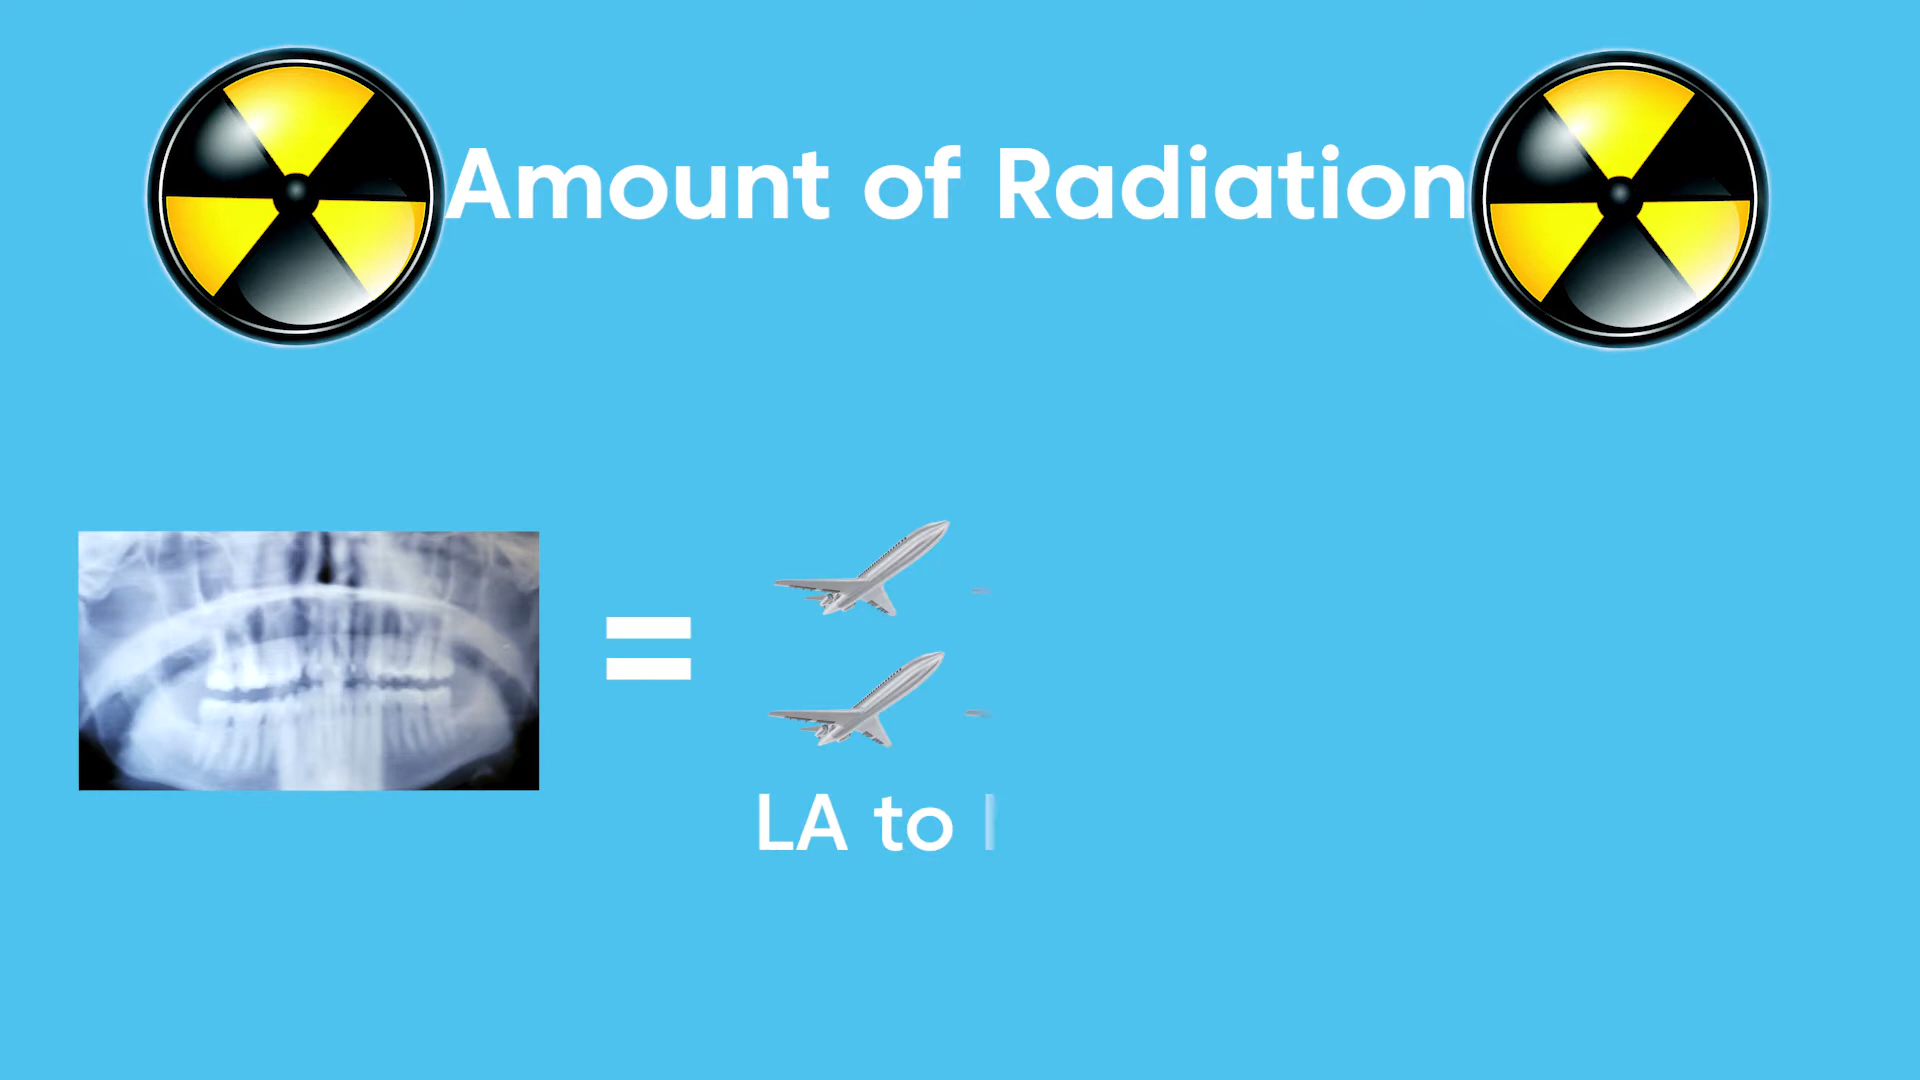 Amount of Radiation
=
LA to